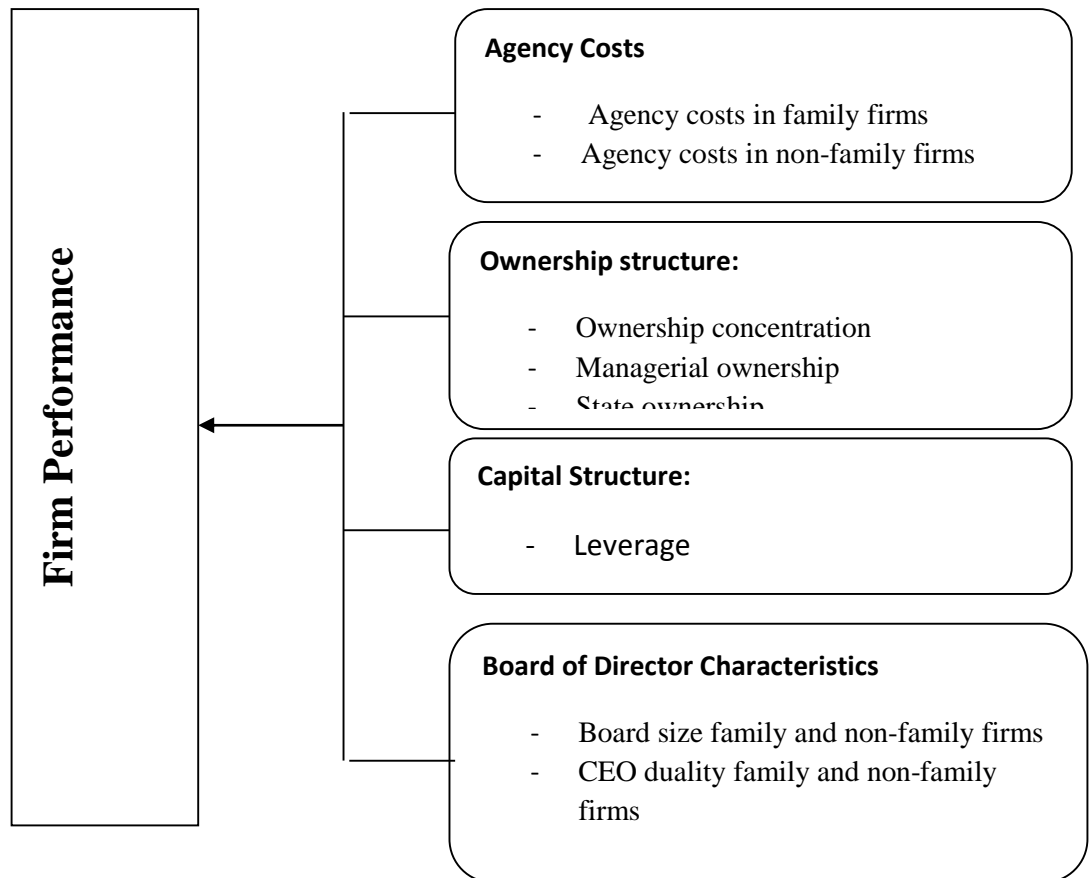 Firm Performance
Agency Costs
- Agency costs in family firms
- Agency costs in non-family firms
Ownership structure:
- Ownership concentration
- Managerial ownership
- State ownership
Capital Structure:
- Leverage
Board of Director Characteristics
- Board size family and non-family firms
- CEO duality family and non-family
firms